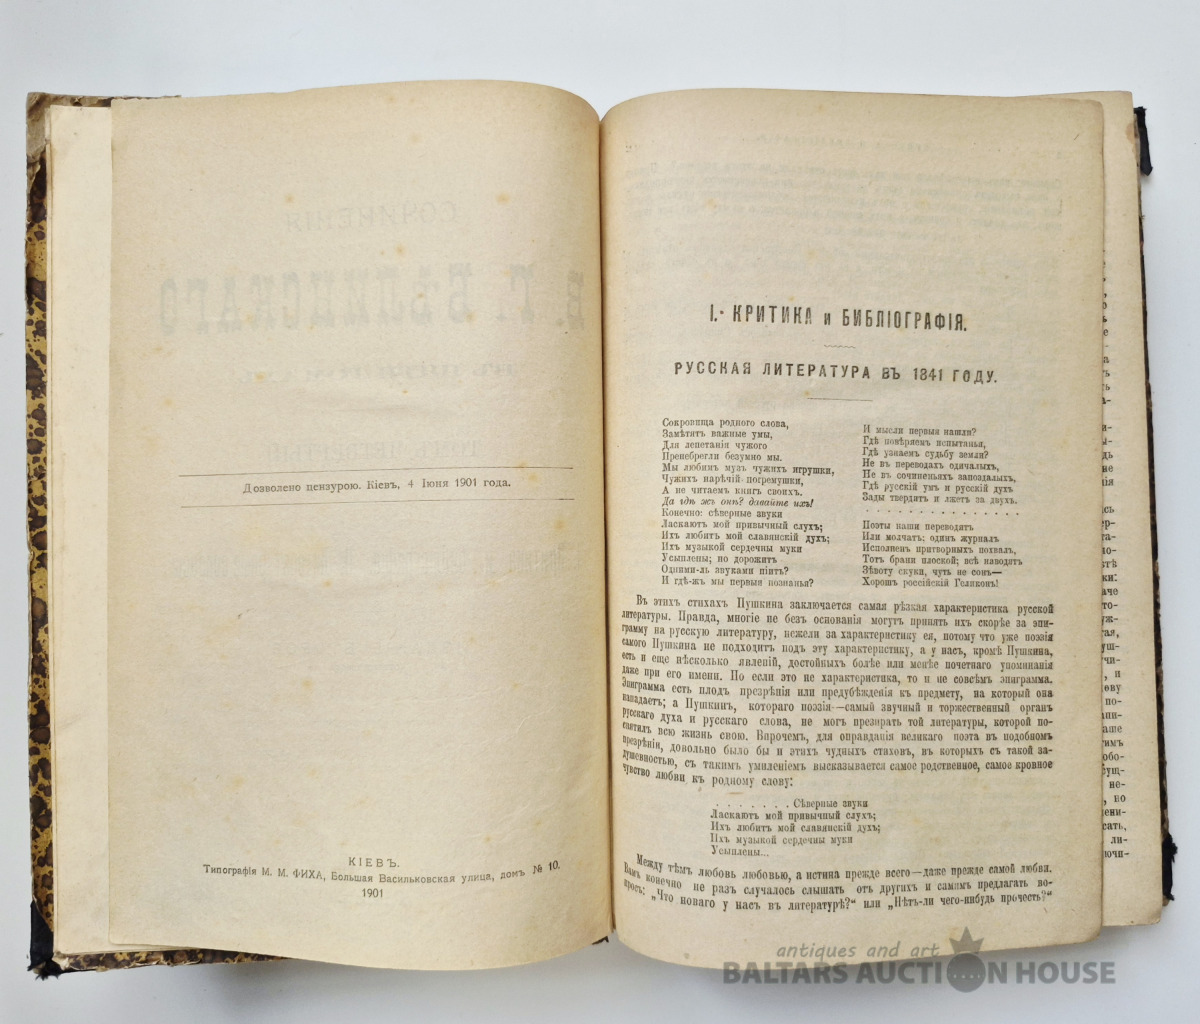 СОЧИНЕНІЯ
В. Г. БѢЛИНСКАГО
Дозволено цензурою. Кіевъ, 4 Іюня 1901 года.
КІЕВЪ.
Типографія М. М. ФИХА, Большая Васильковская улица, домъ № 10.
1901
I. КРИТИКА и БИБЛІОГРАФІЯ.
РУССКАЯ ЛИТЕРАТУРА ВЪ 1841 ГОДУ.
Сокровища родного слова,
Замѣтятъ важные умы,
Для лепетанія чужого
Пренебрегли безумно мы.
Мы любимъ музъ чужихъ игрушки,
Чужихъ нарѣчій погремушки,
А не читаемъ книгъ своихъ.
Да гдѣ жъ онѣ? давайте ихъ!
Конечно: сѣверные звуки
Ласкаютъ мой привычный слухъ;
Ихъ любитъ мой славянскій духъ;
Ихъ музыкой сердечны муки
Усыплены; но дорожитъ
Одними-ль звуками піитъ?
И гдѣ-жъ мы первыя познанья?
И мысли первыя нашли?
Гдѣ повѣряемъ испытанья,
Гдѣ узнаемъ судьбу земли?
Не въ переводахъ одичалыхъ,
Не въ сочиненьяхъ запоздалыхъ,
Гдѣ русскій умъ и русскій духъ
Зады твердитъ и лжетъ за двухъ.
. . . . . . . . . . . . . . .
Поэты наши переводятъ
Или молчатъ; одинъ журналъ
Исполненъ притворныхъ похвалъ,
Тотъ брани плоской; всѣ наводятъ
Зѣвоту скуки, чуть не сонъ—
Хорошъ россійскій Геликонъ!
Въ этихъ стихахъ Пушкина заключается самая рѣзкая характеристика русской
литературы. Правда, многіе не безъ основанія могутъ принять ихъ скорѣе за эпи-
грамму на русскую литературу, нежели за характеристику ея, потому что уже поэзія
самого Пушкина не подходитъ подъ эту характеристику, а у насъ, кромѣ Пушкина,
есть и еще нѣсколько явленій, достойныхъ болѣе или менѣе почетнаго упоминанія
даже при его имени. Но если это не характеристика, то и не совсѣмъ эпиграмма.
Эпиграмма есть плодъ презрѣнія или предубѣжденія къ предмету, на который она
нападаетъ; а Пушкинъ, котораго поэзія—самый звучный и торжественный органъ
русскаго духа и русскаго слова, не могъ презирать той литературы, которой по-
святилъ всю жизнь свою. Впрочемъ, для оправданія великаго поэта въ подобномъ
презрѣніи, довольно было бы и этихъ чудныхъ стиховъ, въ которыхъ съ такой за-
душевностью, съ такимъ умиленіемъ высказывается самое родственное, самое кровное
чувство любви къ родному слову:
. . . . . . . Сѣверные звуки
Ласкаютъ мой привычный слухъ;
Ихъ любитъ мой славянскій духъ;
Ихъ музыкой сердечны муки
Усыплены...
Между тѣмъ любовь любовью, а истина прежде всего—даже прежде самой любви.
Вамъ конечно не разъ случалось слышать отъ другихъ и самимъ предлагать во-
просъ: „Что новаго у насъ въ литературѣ?“ или „Нѣтъ-ли чего-нибудь прочесть?“
antiques and art
BALTARS AUCTION HOUSE